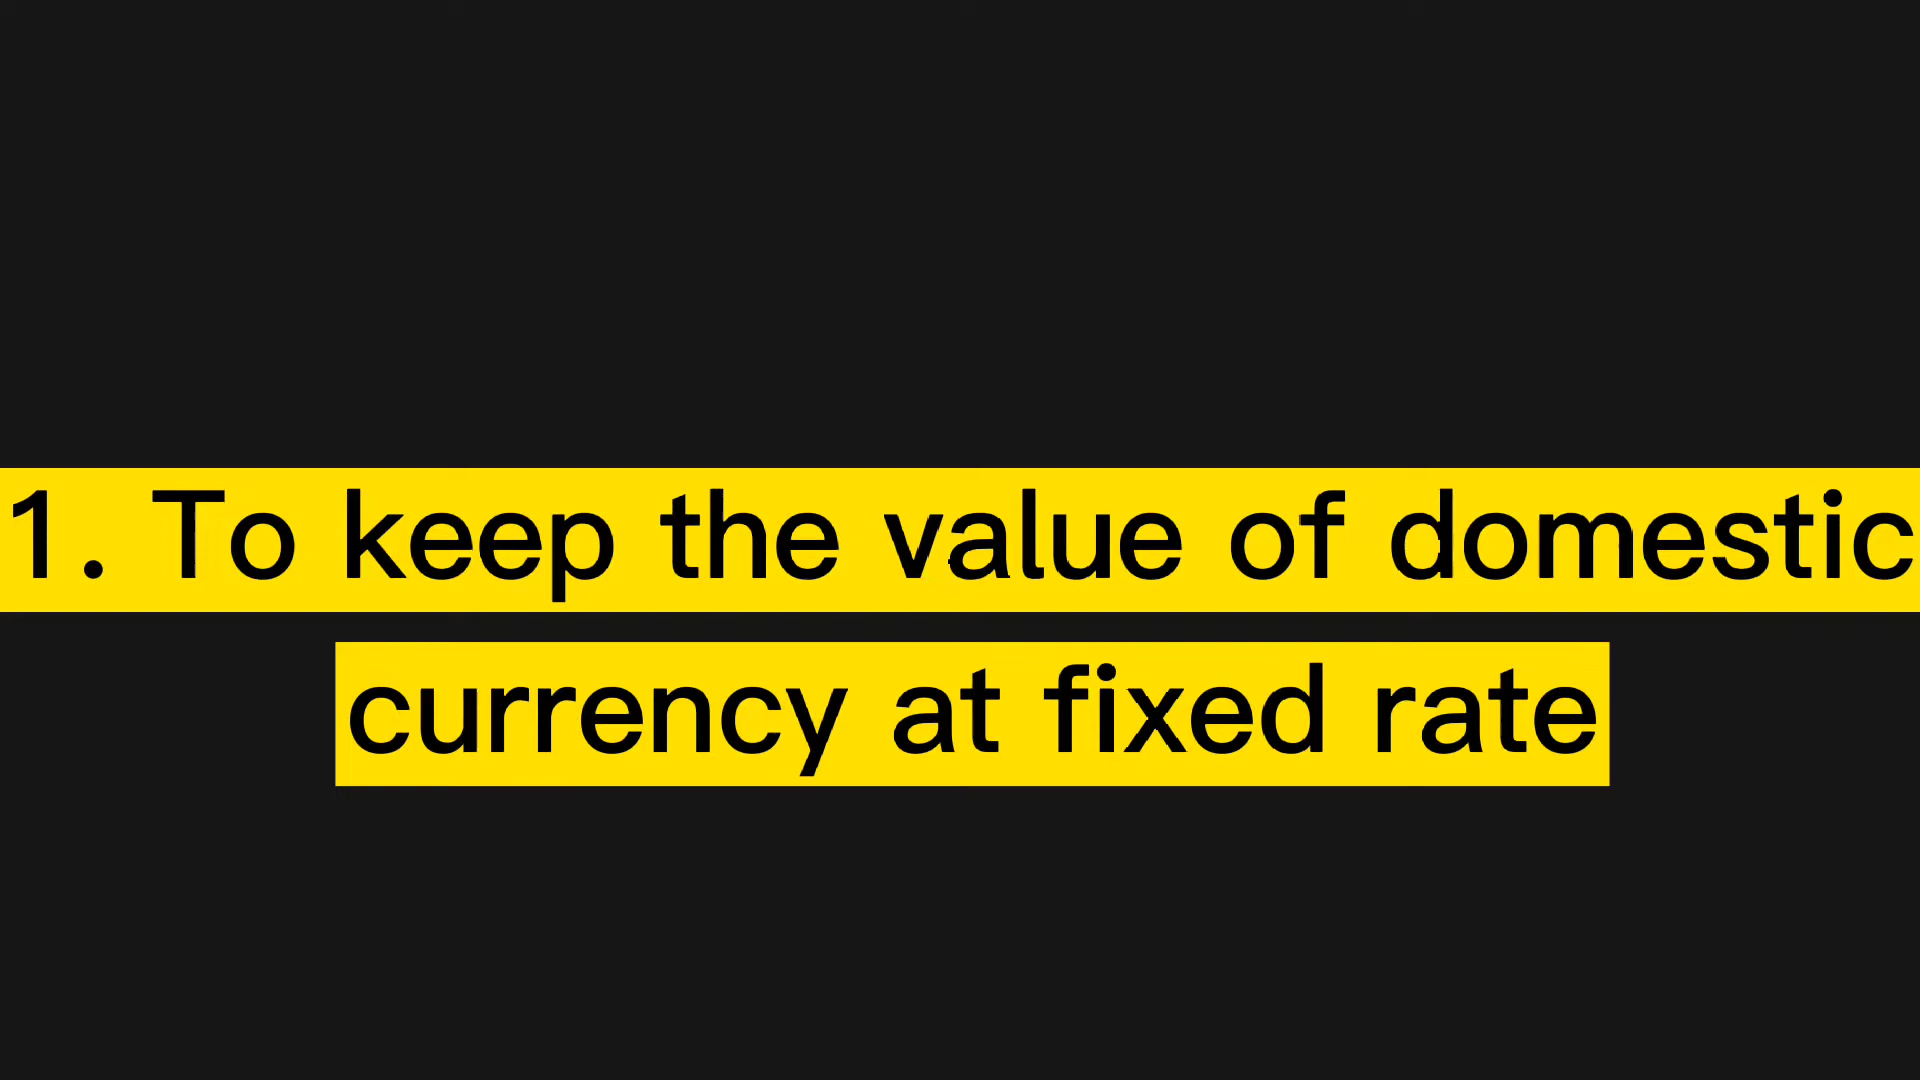 1. To keep the value of domestic
currency at fixed rate